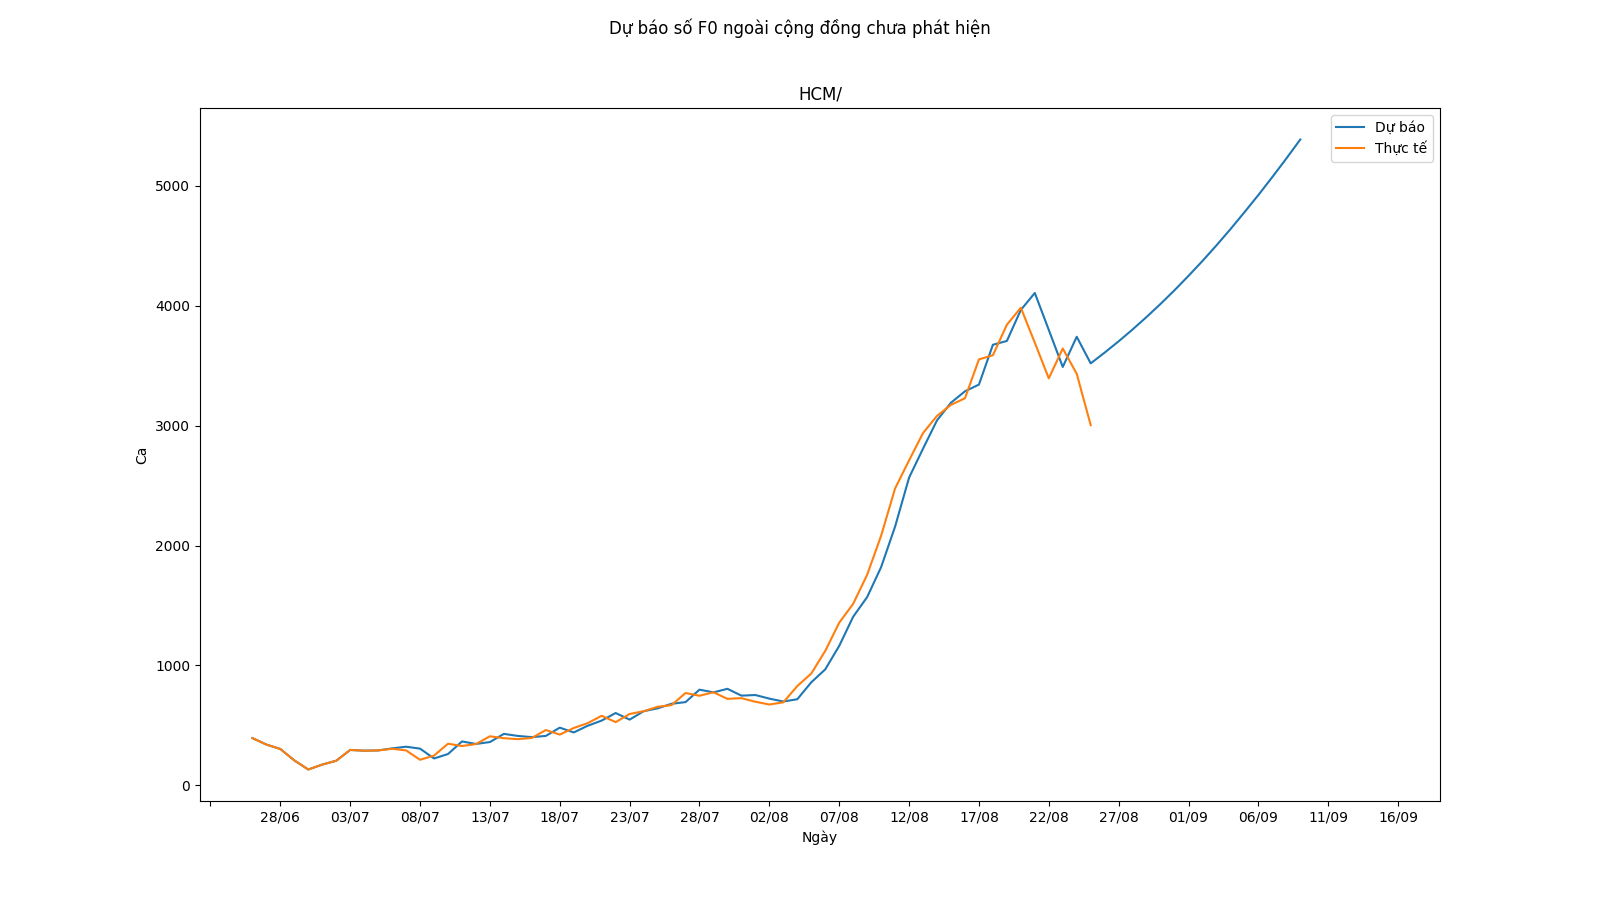 Dự báo số F0 ngoài cộng đồng chưa phát hiện
HCM/
Dự báo
Thực tế
5000
4000
3000
2000
1000
0
Ca
28/06 03/07 08/07 13/07 18/07 23/07 28/07 02/08 07/08 12/08 17/08 22/08 27/08 01/09 06/09 11/09 16/09
Ngày